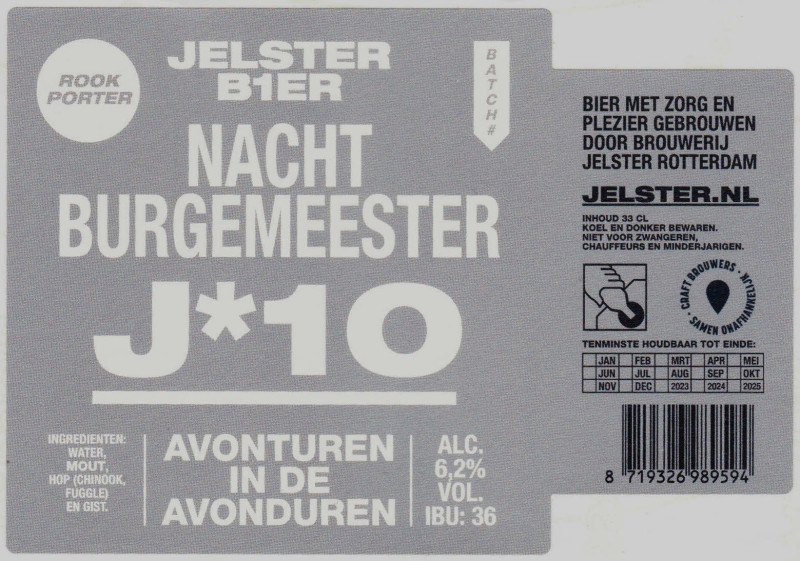 ROOK
PORTER
JELSTER
B1ER
BATCH#
NACHT
BURGEMEESTER
J*10
INGREDIENTEN:
WATER,
MOUT,
HOP (CHINOOK,
FUGGLE)
EN GIST.
AVONTUREN
IN DE
AVONDUREN
ALC.
6,2%
VOL.
IBU: 36
BIER MET ZORG EN
PLEZIER GEBROUWEN
DOOR BROUWERIJ
JELSTER ROTTERDAM
JELSTER.NL
INHOUD 33 CL
KOEL EN DONKER BEWAREN.
NIET VOOR ZWANGEREN,
CHAUFFEURS EN MINDERJARIGEN.
CRAFT BROUWERS • SAMEN ONAFHANKELIJK •
TENMINSTE HOUDBAAR TOT EINDE:
JAN FEB MRT APR MEI
JUN JUL AUG SEP OKT
NOV DEC 2023 2024 2025
8 719326 989594